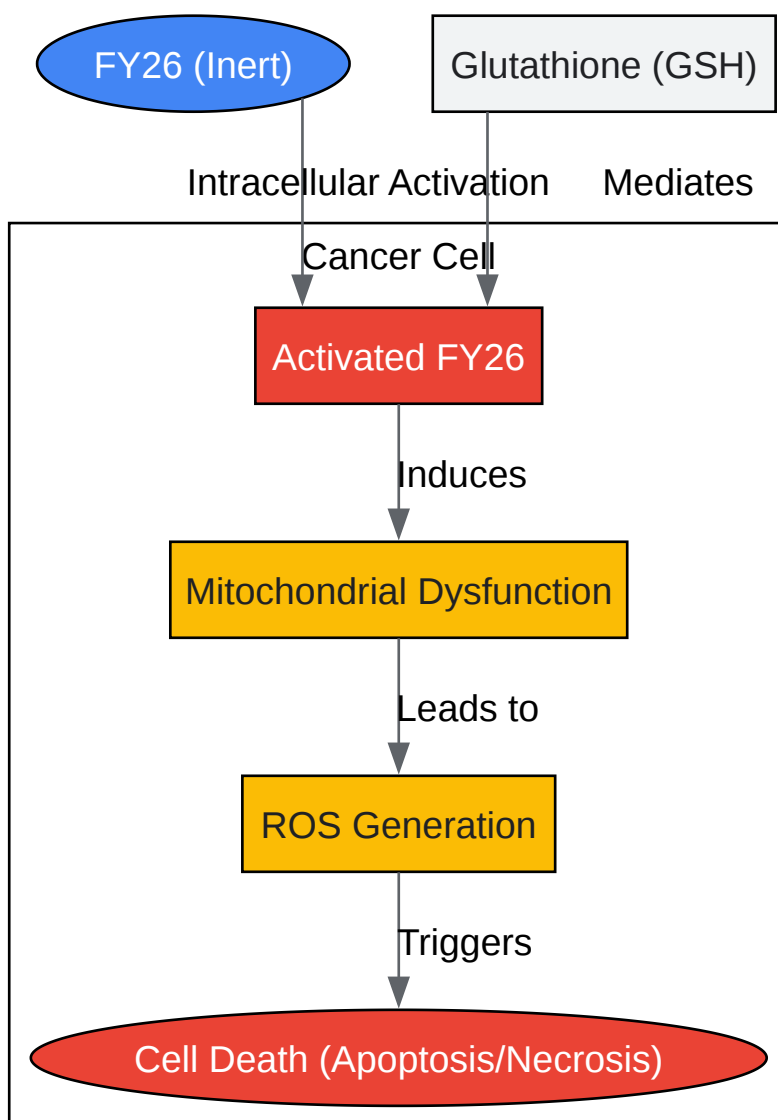 FY26 (Inert)
Glutathione (GSH)
Intracellular Activation
Mediates
Cancer Cell
Activated FY26
Induces
Mitochondrial Dysfunction
Leads to
ROS Generation
Triggers
Cell Death (Apoptosis/Necrosis)